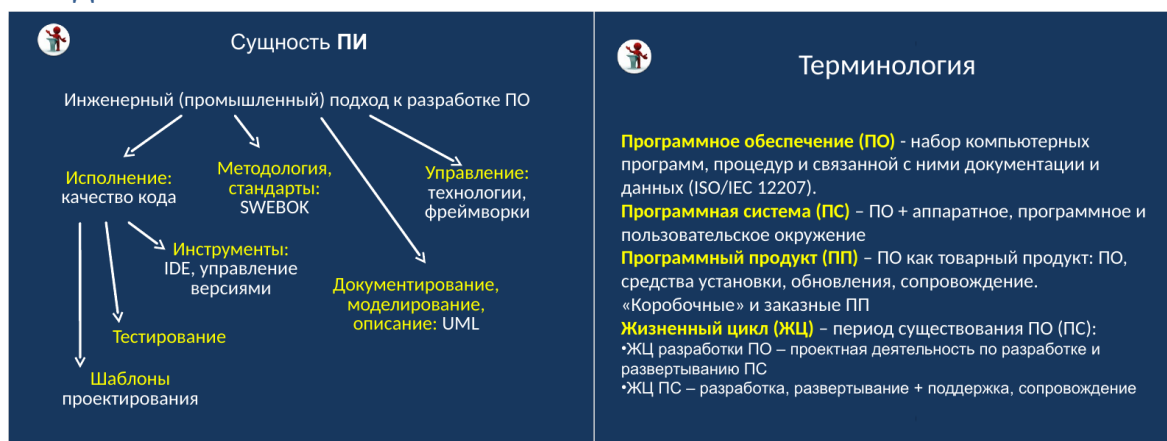 Сущность ПИ
Инженерный (промышленный) подход к разработке ПО
Исполнение:
качество кода
Методология,
стандарты:
SWEBOK
Управление:
технологии,
фреймворки
Инструменты:
IDE, управление
версиями
Документирование,
моделирование,
описание: UML
Тестирование
Шаблоны
проектирования
Терминология
Программное обеспечение (ПО) - набор компьютерных
программ, процедур и связанной с ними документации и
данных (ISO/IEC 12207).
Программная система (ПС) – ПО + аппаратное, программное и
пользовательское окружение
Программный продукт (ПП) – ПО как товарный продукт: ПО,
средства установки, обновления, сопровождение.
«Коробочные» и заказные ПП
Жизненный цикл (ЖЦ) – период существования ПО (ПС):
•ЖЦ разработки ПО – проектная деятельность по разработке и
развертыванию ПС
•ЖЦ ПС – разработка, развертывание + поддержка, сопровождение